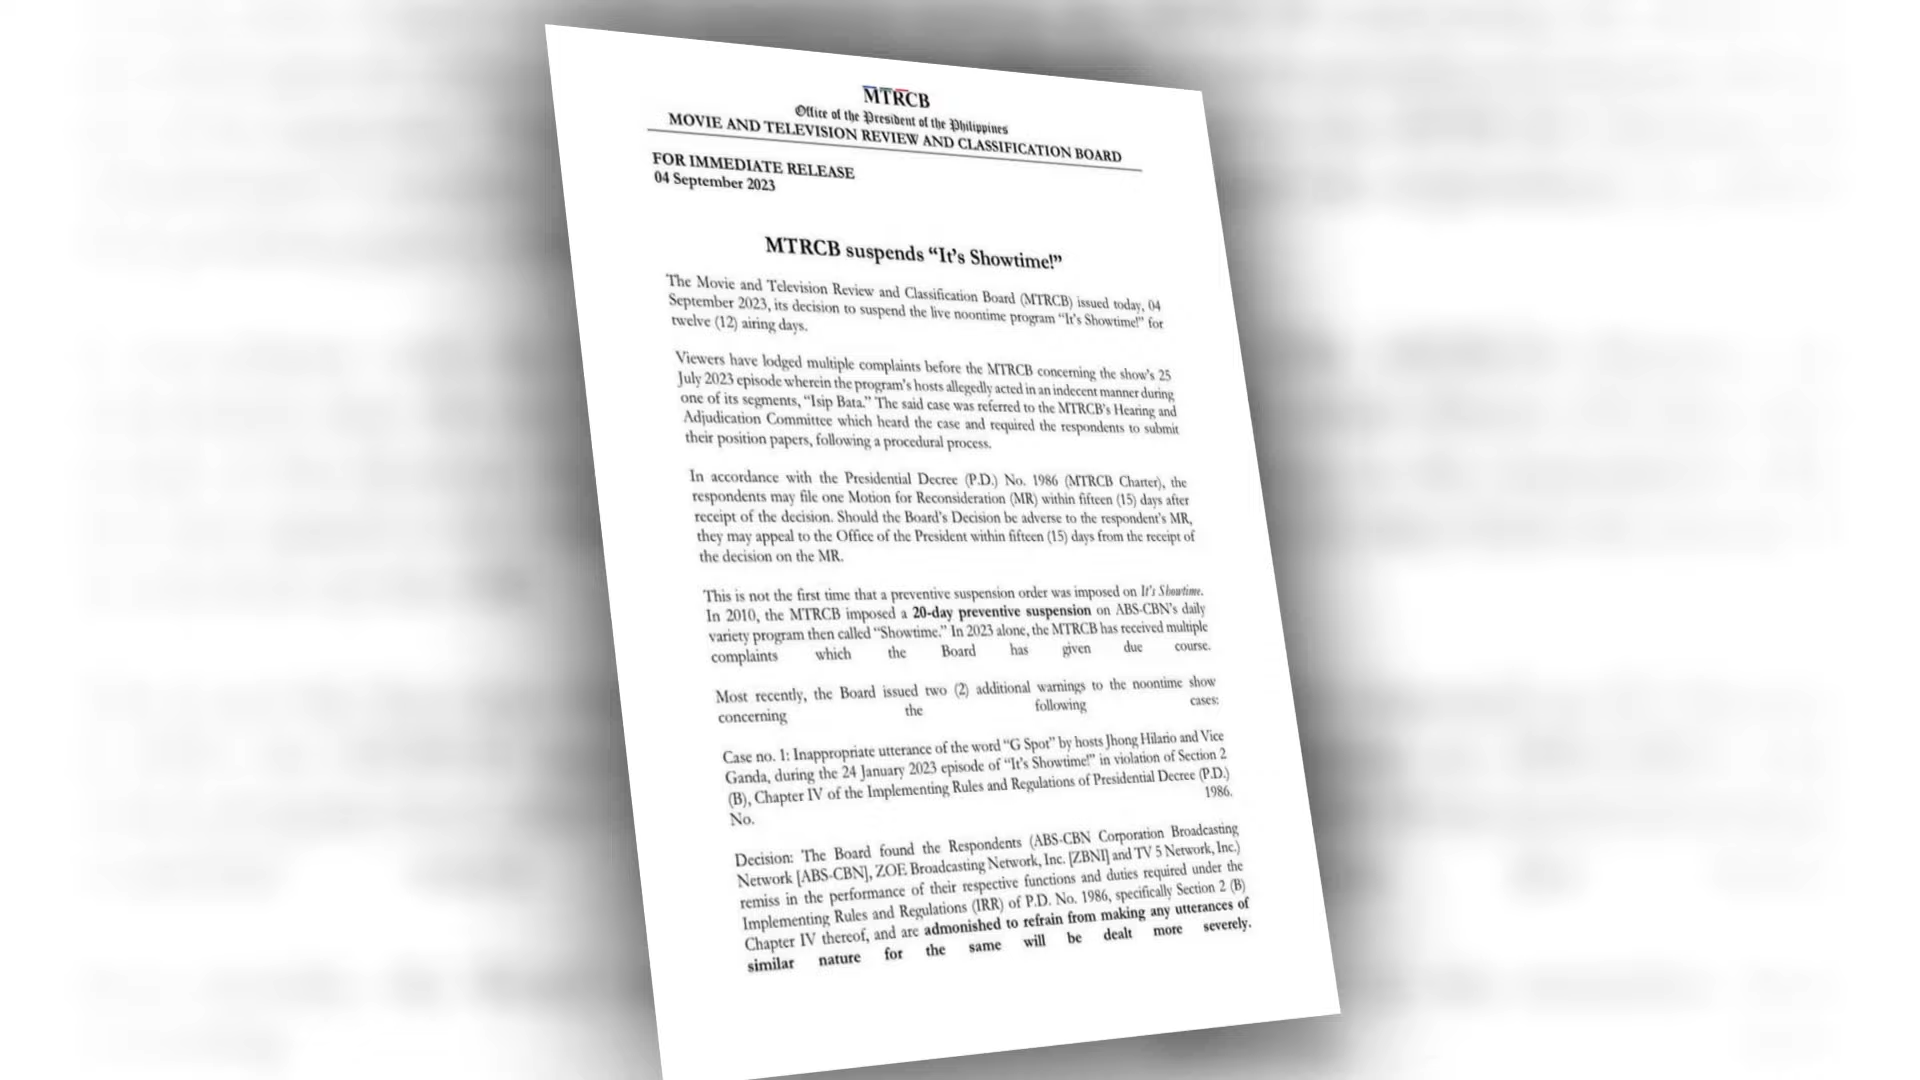 MTRCB
Office of the President of the Philippines
MOVIE AND TELEVISION REVIEW AND CLASSIFICATION BOARD
FOR IMMEDIATE RELEASE
04 September 2023
MTRCB suspends “It’s Showtime!”
The Movie and Television Review and Classification Board (MTRCB) issued today, 04
September 2023, its decision to suspend the live noontime program “It’s Showtime!” for
twelve (12) airing days.
Viewers have lodged multiple complaints before the MTRCB concerning the show’s 25
July 2023 episode wherein the program’s hosts allegedly acted in an indecent manner during
one of its segments, “Isip Bata.” The said case was referred to the MTRCB’s Hearing and
Adjudication Committee which heard the case and required the respondents to submit
their position papers, following a procedural process.
In accordance with the Presidential Decree (P.D.) No. 1986 (MTRCB Charter), the
respondents may file one Motion for Reconsideration (MR) within fifteen (15) days after
receipt of the decision. Should the Board’s Decision be adverse to the respondent’s MR,
they may appeal to the Office of the President within fifteen (15) days from the receipt of
the decision on the MR.
This is not the first time that a preventive suspension order was imposed on It’s Showtime.
In 2010, the MTRCB imposed a 20-day preventive suspension on ABS-CBN’s daily
variety program then called “Showtime.” In 2023 alone, the MTRCB has received multiple
complaints which the Board has given due course.
Most recently, the Board issued two (2) additional warnings to the noontime show
concerning the following cases:
Case no. 1: Inappropriate utterance of the word “G Spot” by hosts Jhong Hilario and Vice
Ganda, during the 24 January 2023 episode of “It’s Showtime!” in violation of Section 2
(B), Chapter IV of the Implementing Rules and Regulations of Presidential Decree (P.D.)
No. 1986.
Decision: The Board found the Respondents (ABS-CBN Corporation Broadcasting
Network [ABS-CBN], ZOE Broadcasting Network, Inc. [ZBNI] and TV 5 Network, Inc.)
remiss in the performance of their respective functions and duties required under the
Implementing Rules and Regulations (IRR) of P.D. No. 1986, specifically Section 2 (B)
Chapter IV thereof, and are admonished to refrain from making any utterances of
similar nature for the same will be dealt more severely.